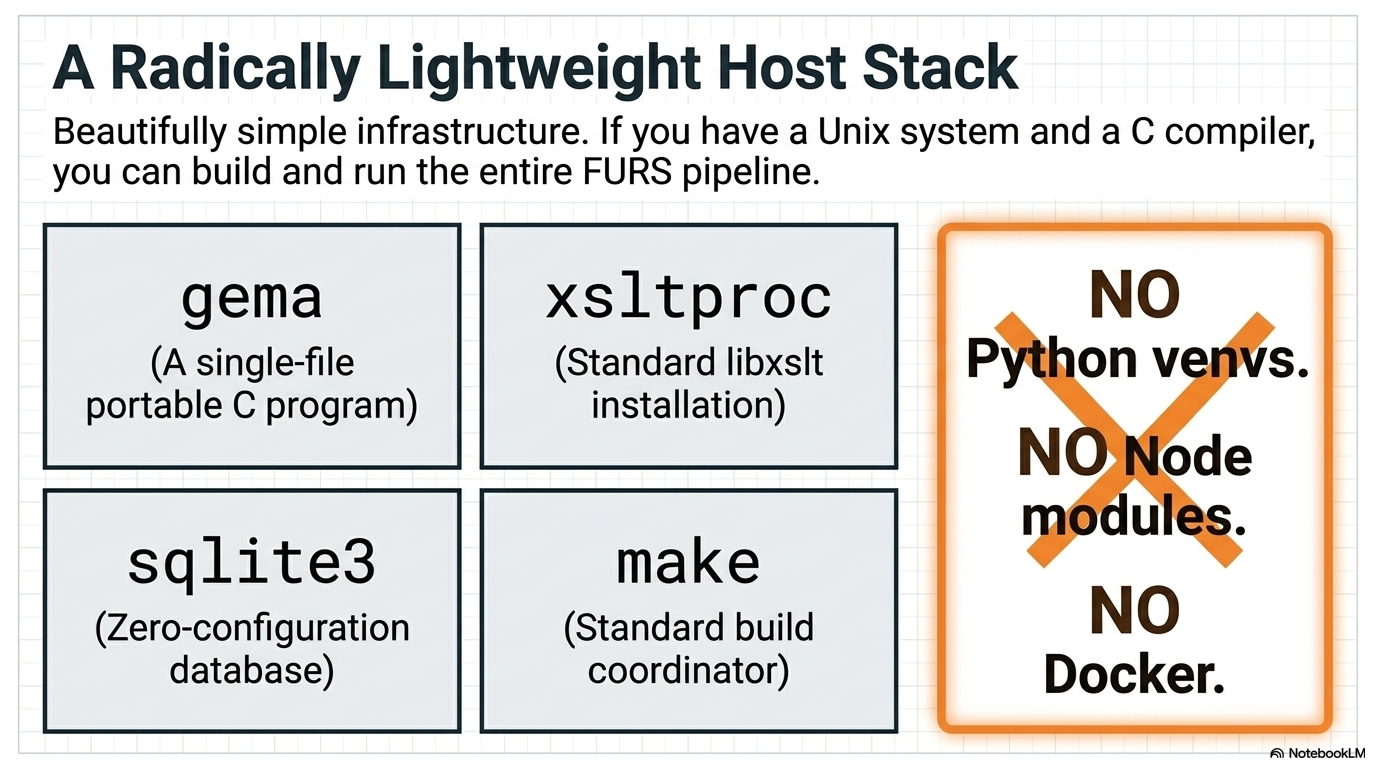 A Radically Lightweight Host Stack
Beautifully simple infrastructure. If you have a Unix system and a C compiler,
you can build and run the entire FURS pipeline.
gema
(A single-file
portable C program)
xsltproc
(Standard libxslt
installation)
sqlite3
(Zero-configuration
database)
make
(Standard build
coordinator)
NO
Python venvs.
NO Node
modules.
NO
Docker.
NotebookLM